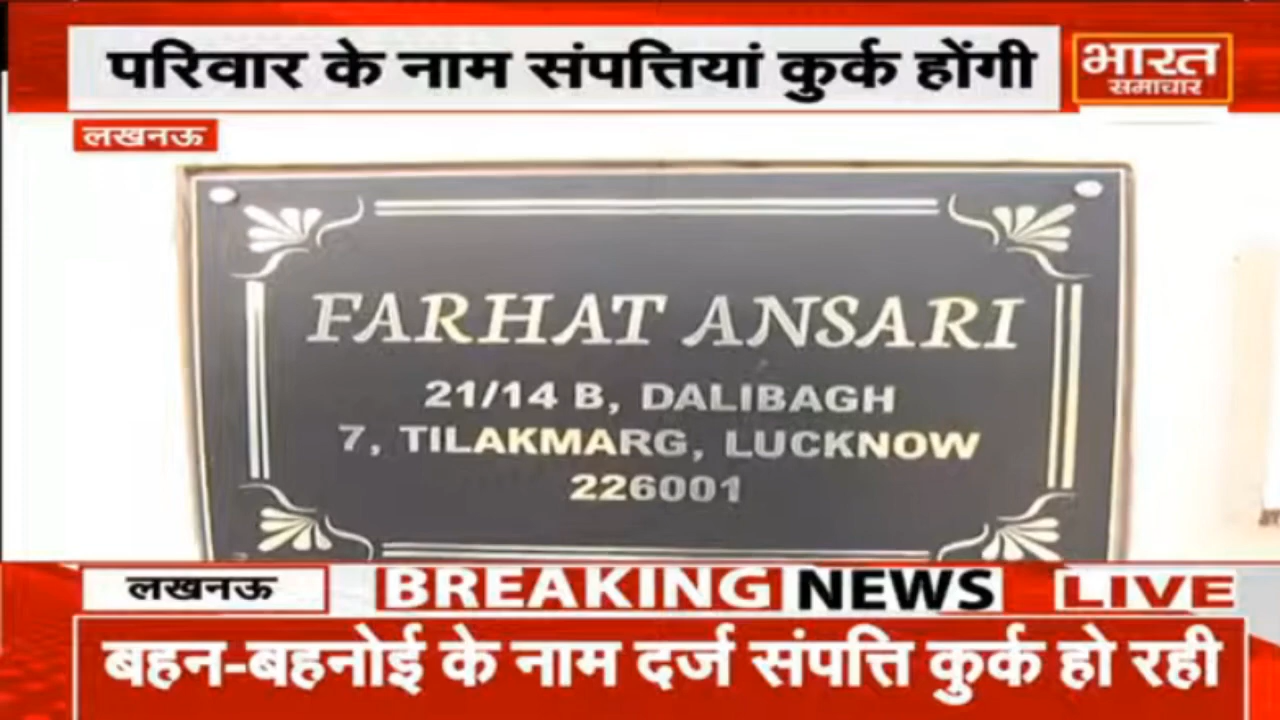 परिवार के नाम संपत्तियां कुर्क होंगी
भारत
समाचार
लखनऊ
FARHAT ANSARI
21/14 B, DALIBAGH
7, TILAKMARG, LUCKNOW
226001
लखनऊ
BREAKING NEWS
LIVE
बहन-बहनोई के नाम दर्ज संपत्ति कुर्क हो रही